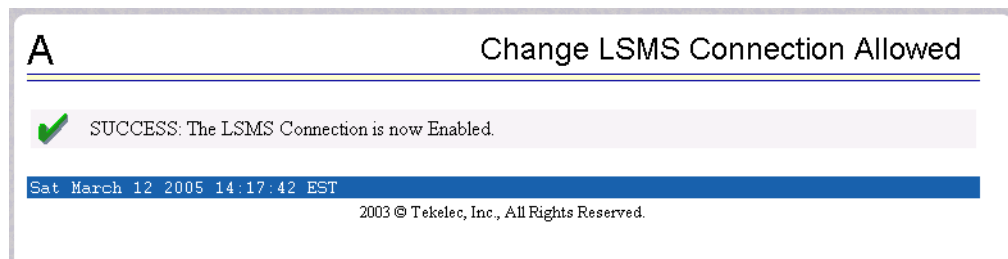 A
Change LSMS Connection Allowed
SUCCESS: The LSMS Connection is now Enabled.
Sat March 12 2005 14:17:42 EST
2003 © Tekelec, Inc., All Rights Reserved.